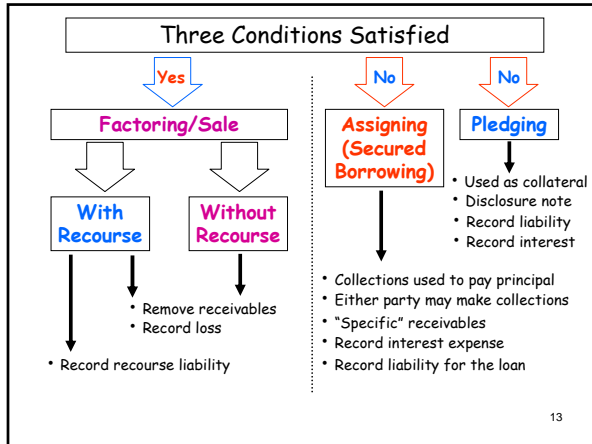 Three Conditions Satisfied
Yes
No
No
Factoring/Sale
Assigning
(Secured
Borrowing)
Pledging
With
Recourse
Without
Recourse
• Used as collateral
• Disclosure note
• Record liability
• Record interest
• Remove receivables
• Record loss
• Record recourse liability
• Collections used to pay principal
• Either party may make collections
• “Specific” receivables
• Record interest expense
• Record liability for the loan
13